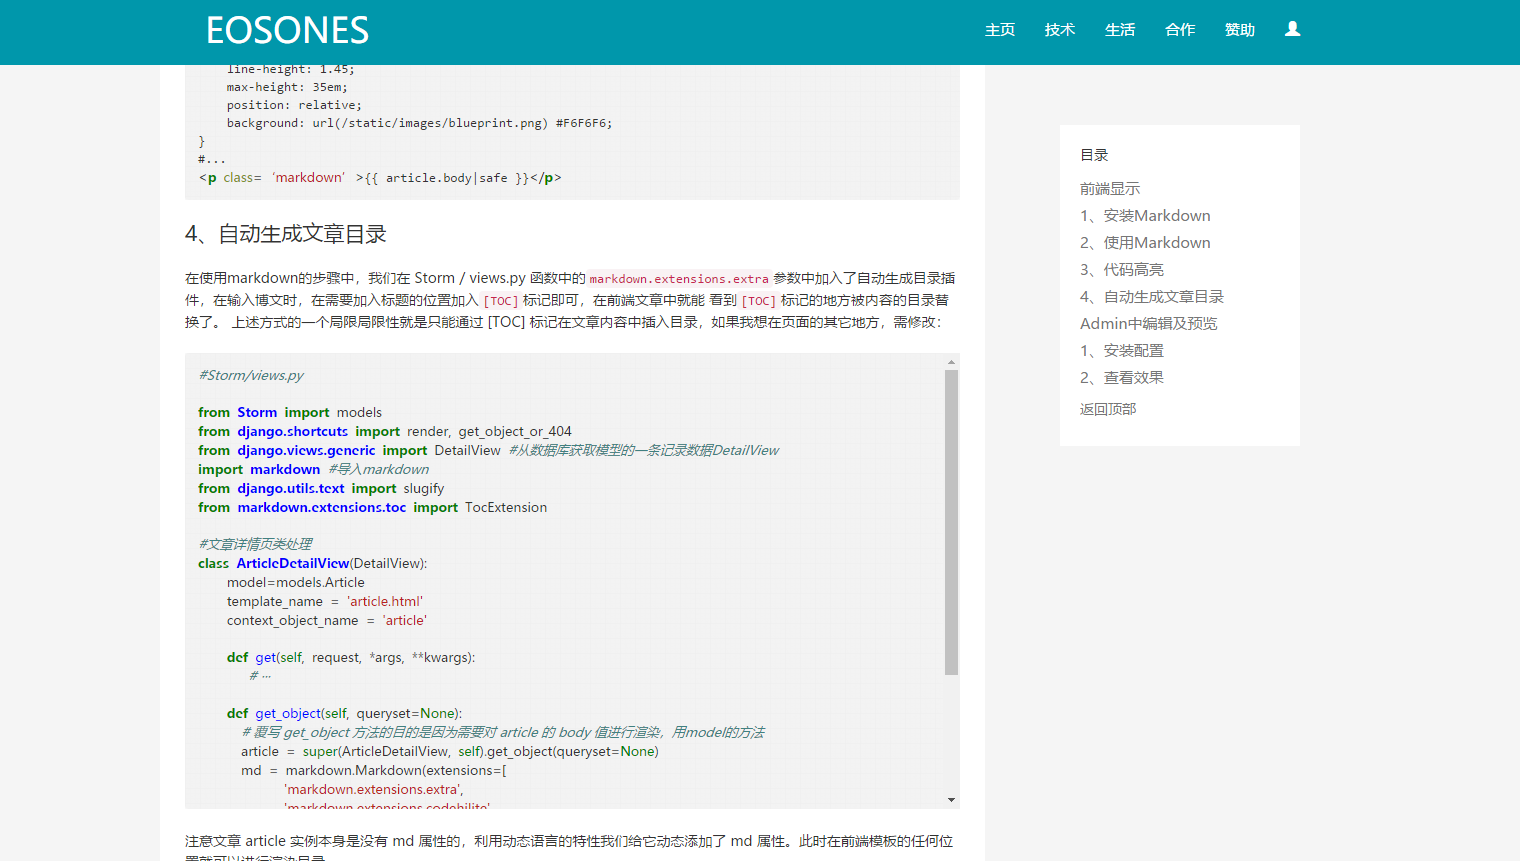 EOSONES
主页 技术 生活 合作 赞助
line-height: 1.45;
max-height: 35em;
position: relative;
background: url(/static/images/blueprint.png) #F6F6F6;
}
#...
<p class=‘markdown’>{{ article.body|safe }}</p>
4、自动生成文章目录
在使用markdown的步骤中，我们在 Storm / views.py 函数中的 markdown.extensions.extra 参数中加入了自动生成目录插
件，在输入博文时，在需要加入标题的位置加入 [TOC] 标记即可，在前端文章中就能 看到 [TOC] 标记的地方被内容的目录替
换了。 上述方式的一个局限局限性就是只能通过 [TOC] 标记在文章内容中插入目录，如果我想在页面的其它地方，需修改：
#Storm/views.py
from Storm import models
from django.shortcuts import render, get_object_or_404
from django.views.generic import DetailView #从数据库获取模型的一条记录数据DetailView
import markdown #导入markdown
from django.utils.text import slugify
from markdown.extensions.toc import TocExtension
#文章详情页类处理
class ArticleDetailView(DetailView):
model=models.Article
template_name = 'article.html'
context_object_name = 'article'
def get(self, request, *args, **kwargs):
# ···
def get_object(self, queryset=None):
# 覆写 get_object 方法的目的是因为需要对 article 的 body 值进行渲染，用model的方法
article = super(ArticleDetailView, self).get_object(queryset=None)
md = markdown.Markdown(extensions=[
'markdown.extensions.extra',
'markdown.extensions.codehilite'
注意文章 article 实例本身是没有 md 属性的，利用动态语言的特性我们给它动态添加了 md 属性。此时在前端模板的任何位
置就可以进行渲染目录
目录
前端显示
1、安装Markdown
2、使用Markdown
3、代码高亮
4、自动生成文章目录
Admin中编辑及预览
1、安装配置
2、查看效果
返回顶部